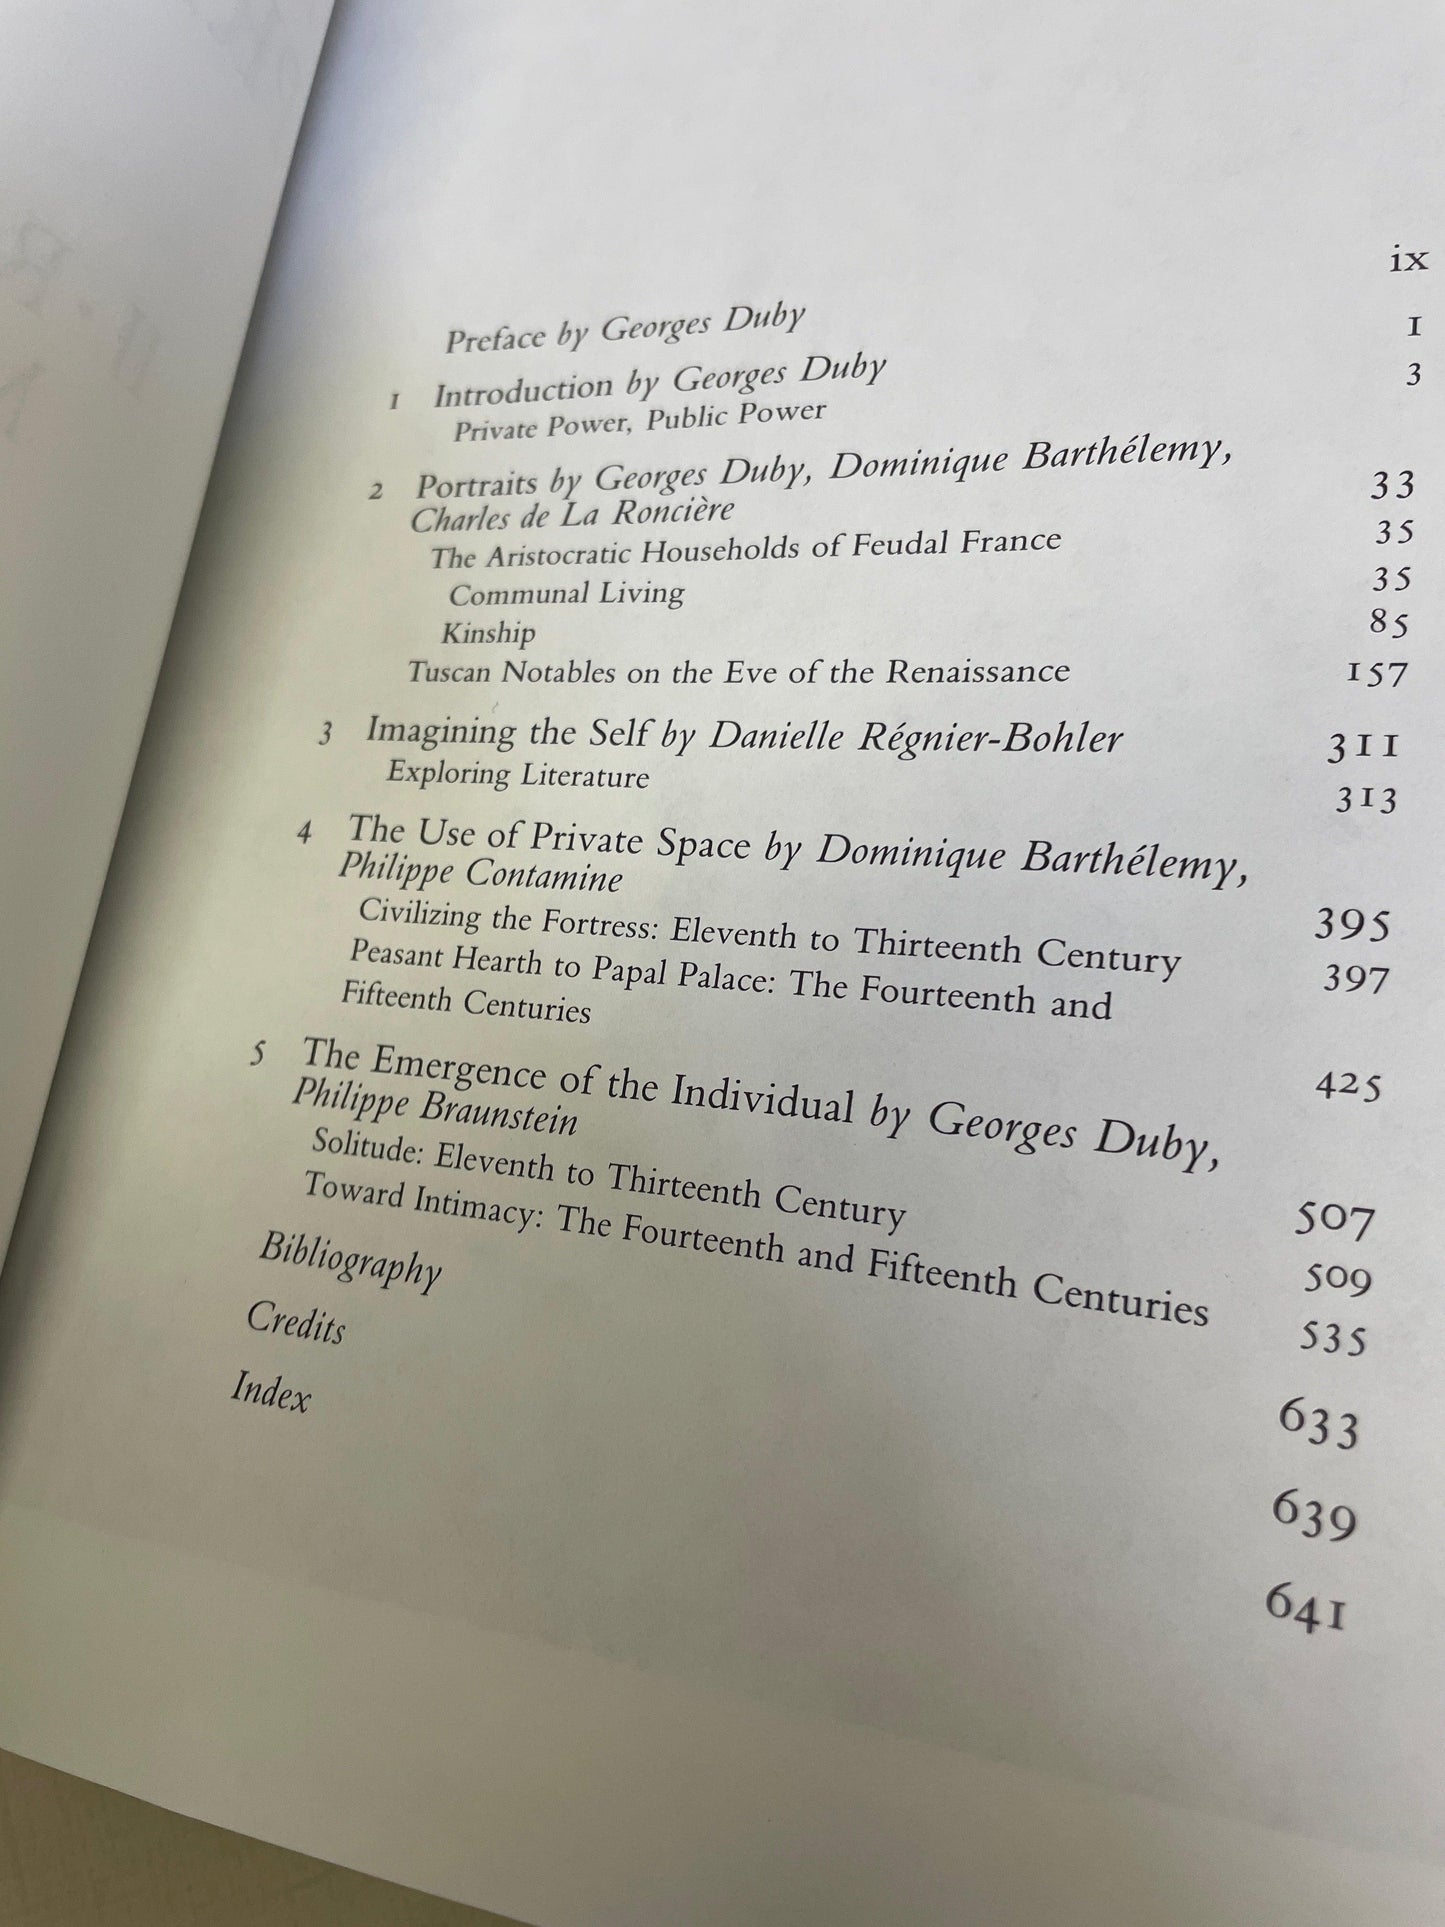 Preface by Georges Duby ix
1 Introduction by Georges Duby 1
Private Power, Public Power 3
2 Portraits by Georges Duby, Dominique Barthélemy,
Charles de La Roncière 33
The Aristocratic Households of Feudal France 35
Communal Living 35
Kinship 85
Tuscan Notables on the Eve of the Renaissance 157
3 Imagining the Self by Danielle Régnier-Bohler 311
Exploring Literature 313
4 The Use of Private Space by Dominique Barthélemy,
Philippe Contamine 395
Civilizing the Fortress: Eleventh to Thirteenth Century 397
Peasant Hearth to Papal Palace: The Fourteenth and
Fifteenth Centuries 425
5 The Emergence of the Individual by Georges Duby,
Philippe Braunstein 507
Solitude: Eleventh to Thirteenth Century 509
Toward Intimacy: The Fourteenth and Fifteenth Centuries 535
Bibliography 633
Credits 639
Index 641